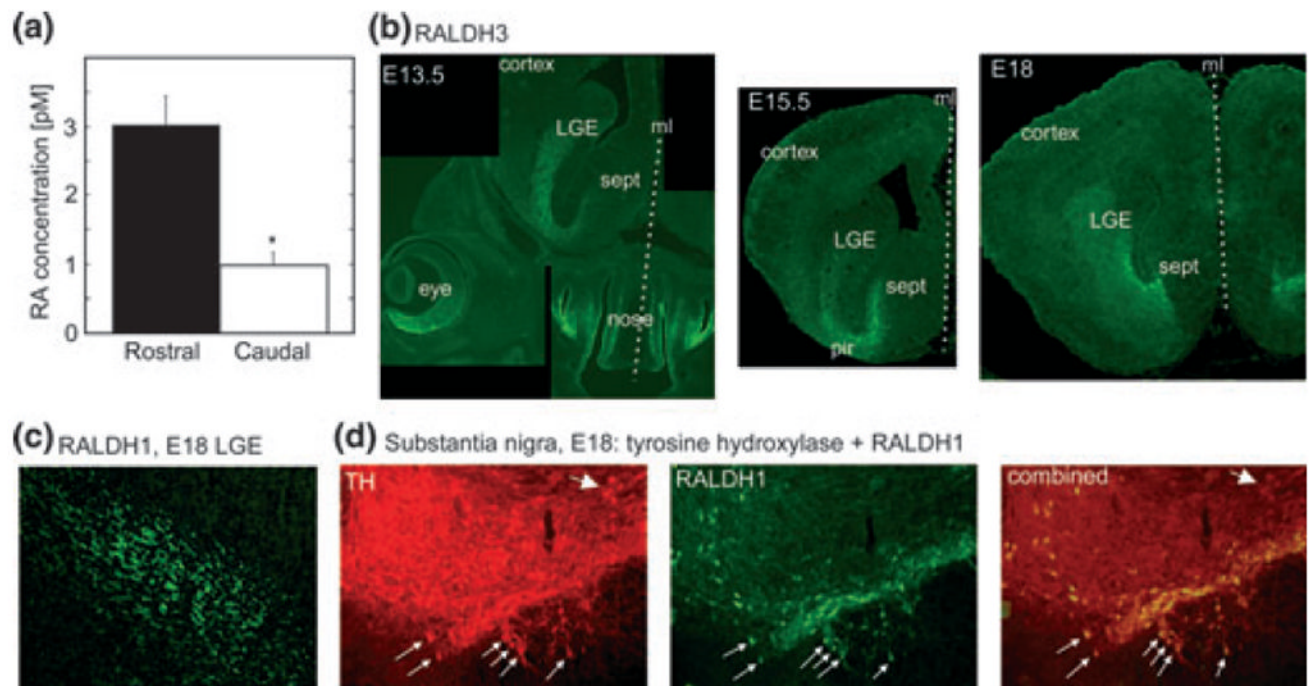 (a)
RA concentration [pM]
3
2
1
0
*
Rostral Caudal
(b) RALDH3
E13.5
cortex
LGE
ml
sept
eye
nose
E15.5
ml
cortex
LGE
sept
pir
E18
ml
cortex
LGE
sept
(c) RALDH1, E18 LGE
(d) Substantia nigra, E18: tyrosine hydroxylase + RALDH1
TH
RALDH1
combined